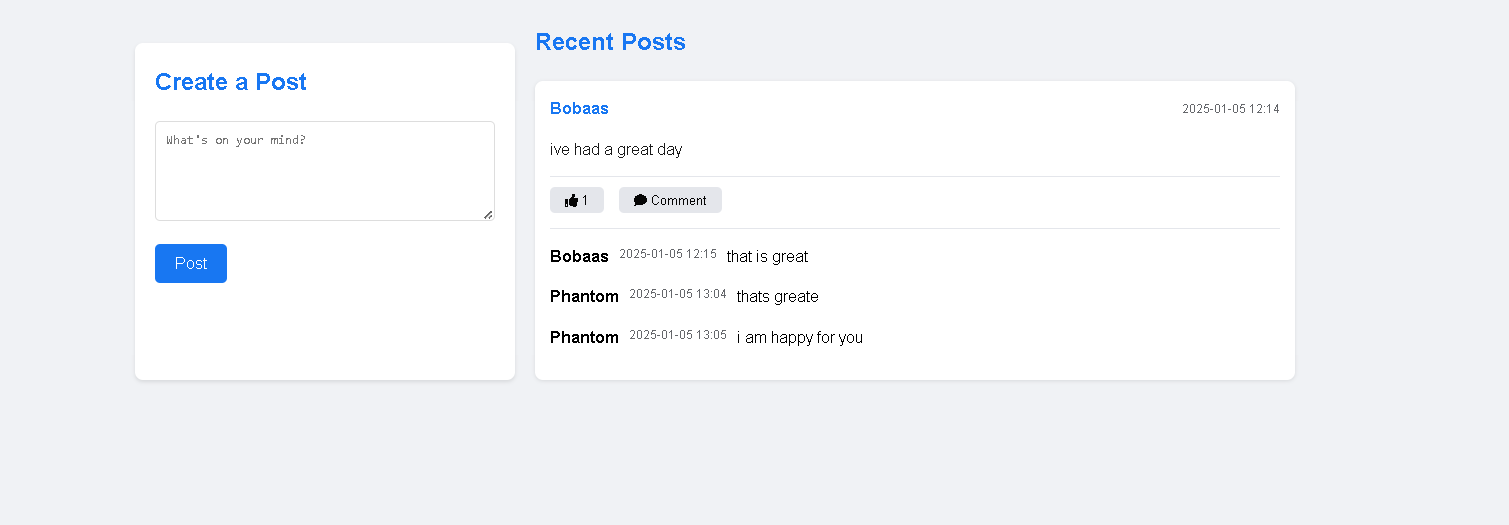 Create a Post
What's on your mind?
Post
Recent Posts
Bobaas 2025-01-05 12:14
ive had a great day
1 Comment
Bobaas 2025-01-05 12:15 that is great
Phantom 2025-01-05 13:04 thats greate
Phantom 2025-01-05 13:05 i am happy for you